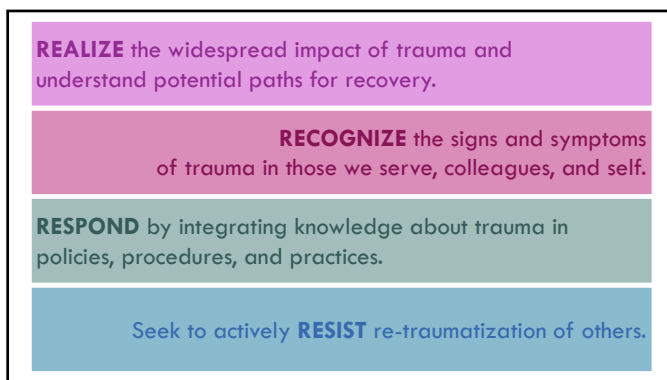 REALIZE the widespread impact of trauma and
understand potential paths for recovery.
RECOGNIZE the signs and symptoms
of trauma in those we serve, colleagues, and self.
RESPOND by integrating knowledge about trauma in
policies, procedures, and practices.
Seek to actively RESIST re-traumatization of others.